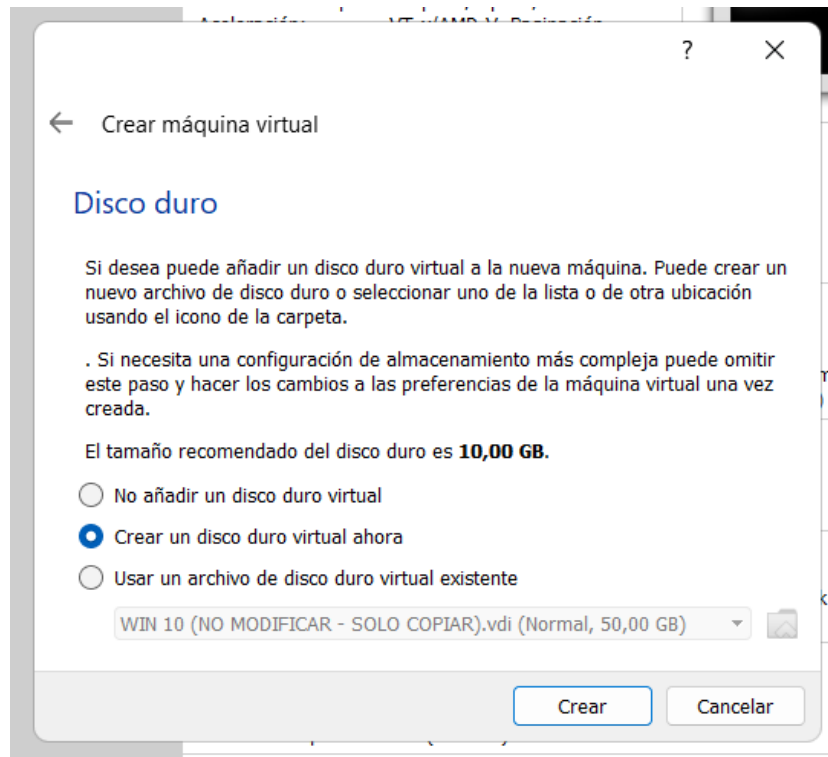 ?
Crear máquina virtual
Disco duro
Si desea puede añadir un disco duro virtual a la nueva máquina. Puede crear un
nuevo archivo de disco duro o seleccionar uno de la lista o de otra ubicación
usando el icono de la carpeta.
. Si necesita una configuración de almacenamiento más compleja puede omitir
este paso y hacer los cambios a las preferencias de la máquina virtual una vez
creada.
El tamaño recomendado del disco duro es 10,00 GB.
No añadir un disco duro virtual
Crear un disco duro virtual ahora
Usar un archivo de disco duro virtual existente
WIN 10 (NO MODIFICAR - SOLO COPIAR).vdi (Normal, 50,00 GB)
Crear Cancelar